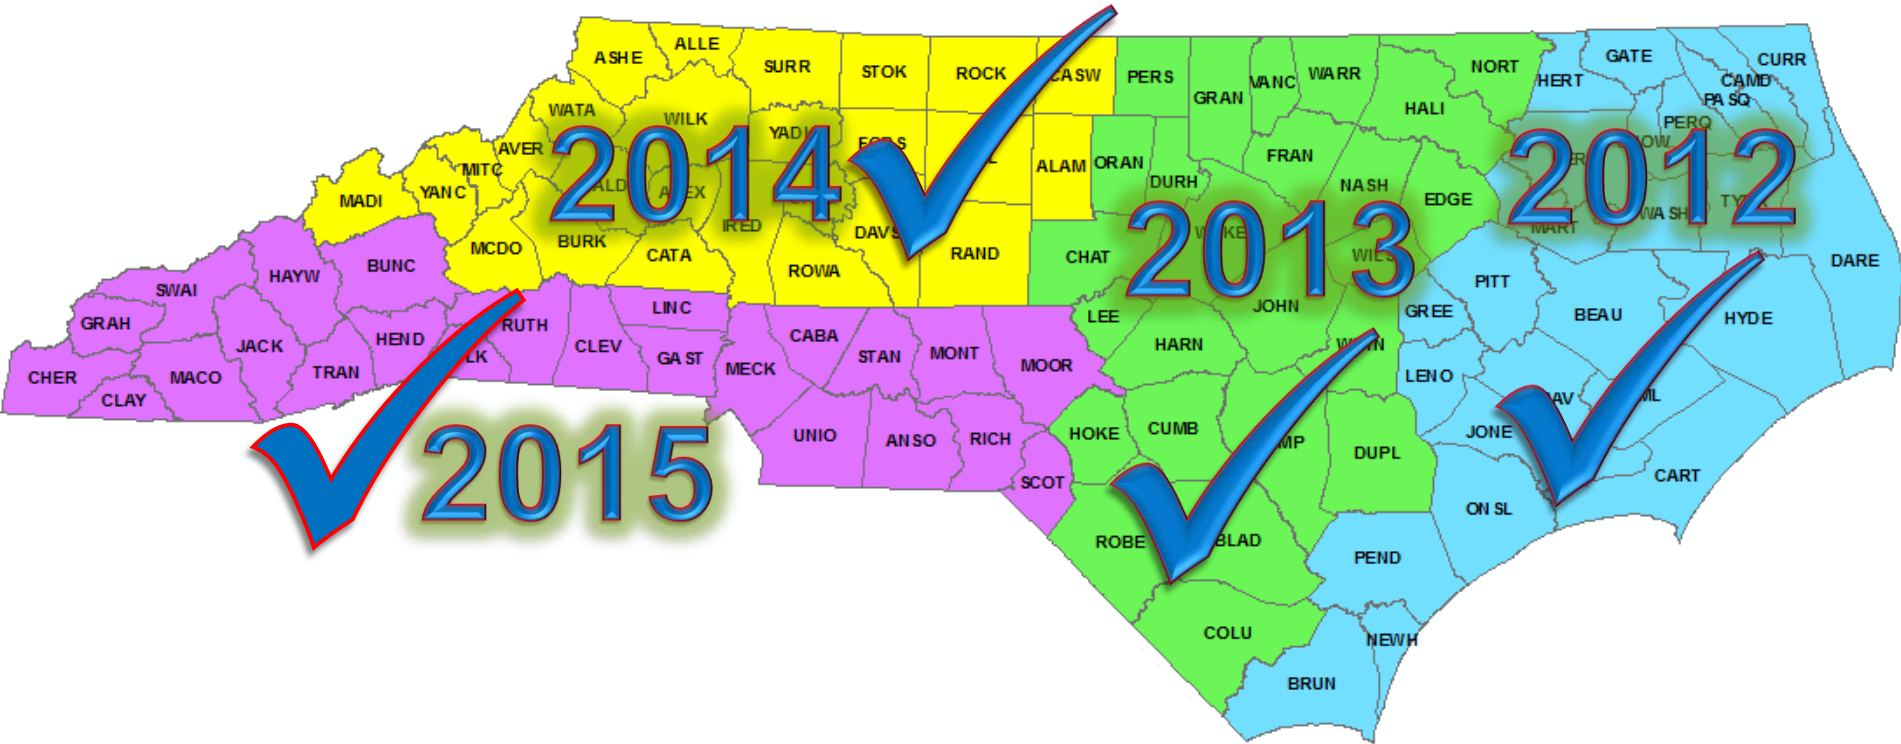 ASHE
ALLE
SURR
STOK
ROCK
CASW
PERS
GRAN
VANC
WARR
NORT
HALI
HERT
GATE
CURR
CAMD
PASQ
PERQ
WATA
WILK
YADI
AVER
MITC
YANC
MADI
2014
ALAM
ORAN
DURH
FRAN
NASH
EDGE
2012
WASH
MART
DARE
MCDO
BURK
IRED
CATA
DAVS
ROWA
RAND
CHAT
2013
PITT
BUNC
HAYW
SWAI
GRAH
JACK
HEND
RUTH
CLEV
LINC
GAST
MECK
CABA
STAN
MONT
MOOR
LEE
HARN
JOHN
GREE
BEAU
HYDE
LENO
CHER
CLAY
MACO
TRAN
2015
UNIO
ANSO
RICH
SCOT
HOKE
CUMB
DUPL
JONE
CART
ONSL
ROBE
BLAD
PEND
COLU
NEWH
BRUN